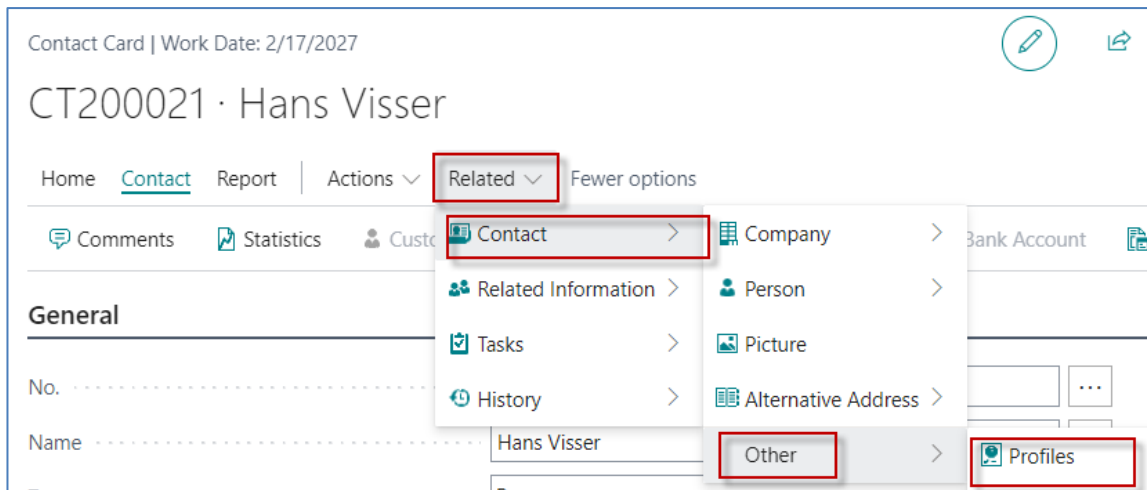 Contact Card | Work Date: 2/17/2027
CT200021 · Hans Visser
Home Contact Report Actions Related Fewer options
Comments Statistics Custo Contact Company Bank Account
Related Information Person
General
Tasks Picture
No. History Alternative Address
Name Hans Visser Other Profiles